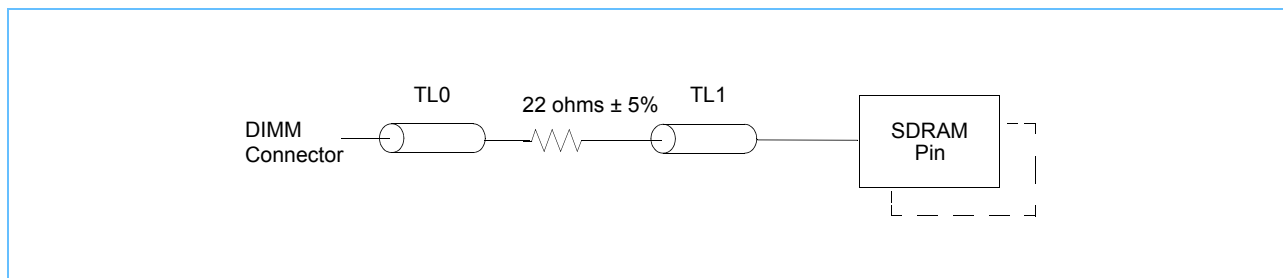 TL0
22 ohms ± 5%
TL1
DIMM
Connector
SDRAM
Pin